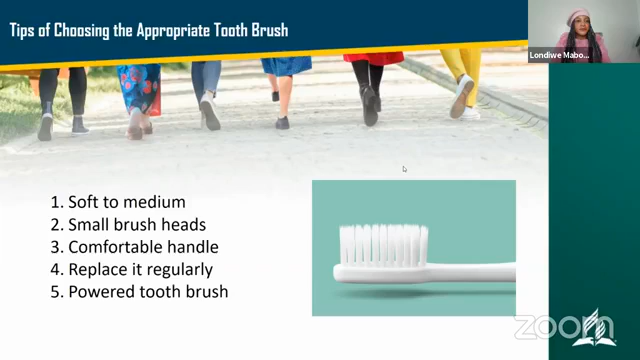 Tips of Choosing the Appropriate Tooth Brush
Londiwe Mabo...
1. Soft to medium
2. Small brush heads
3. Comfortable handle
4. Replace it regularly
5. Powered tooth brush
zoom